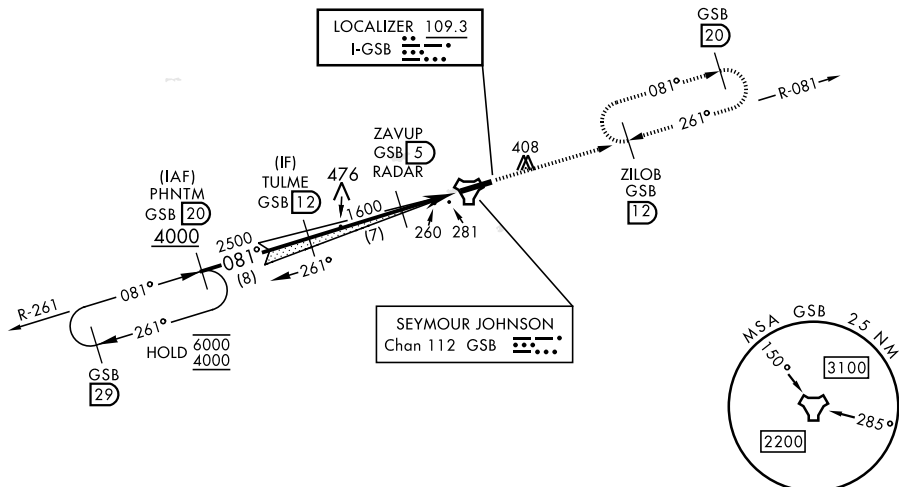 LOCALIZER 109.3
I-GSB
GSB
20
081°
261°
R-081
408
ZAVUP
GSB 5
RADAR
(IF)
TULME
GSB 12
476
1600
(7)
260
281
ZILOB
GSB
12
(IAF)
PHNTM
GSB 20
4000
2500
081°
(8)
261°
R-261
081°
261°
HOLD 6000
4000
GSB
29
SEYMOUR JOHNSON
Chan 112 GSB
MSA GSB 25 NM
150°
3100
285°
2200